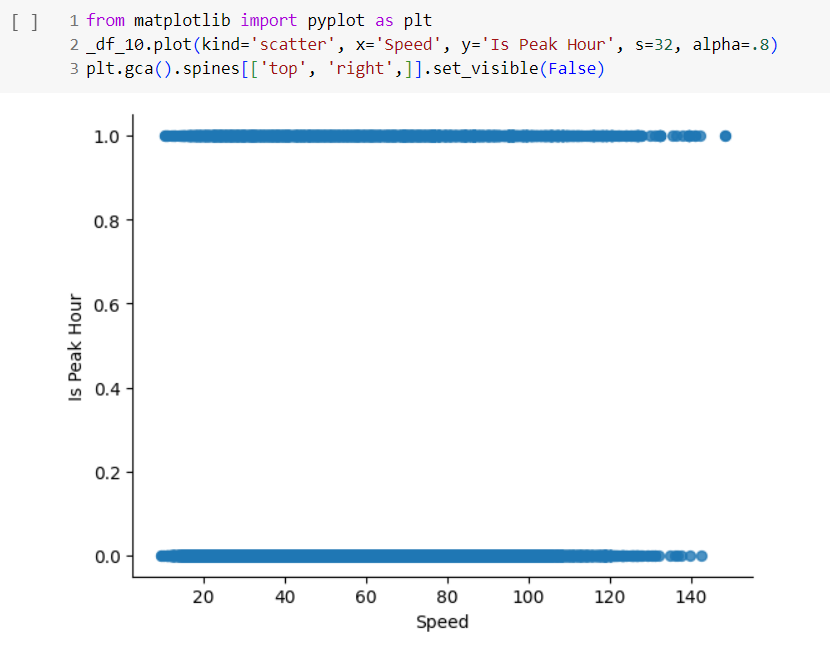 [ ]
1 from matplotlib import pyplot as plt
2 _df_10.plot(kind='scatter', x='Speed', y='Is Peak Hour', s=32, alpha=.8)
3 plt.gca().spines[['top', 'right',]].set_visible(False)
1.0
0.8
0.6
0.4
0.2
0.0
Is Peak Hour
20 40 60 80 100 120 140
Speed